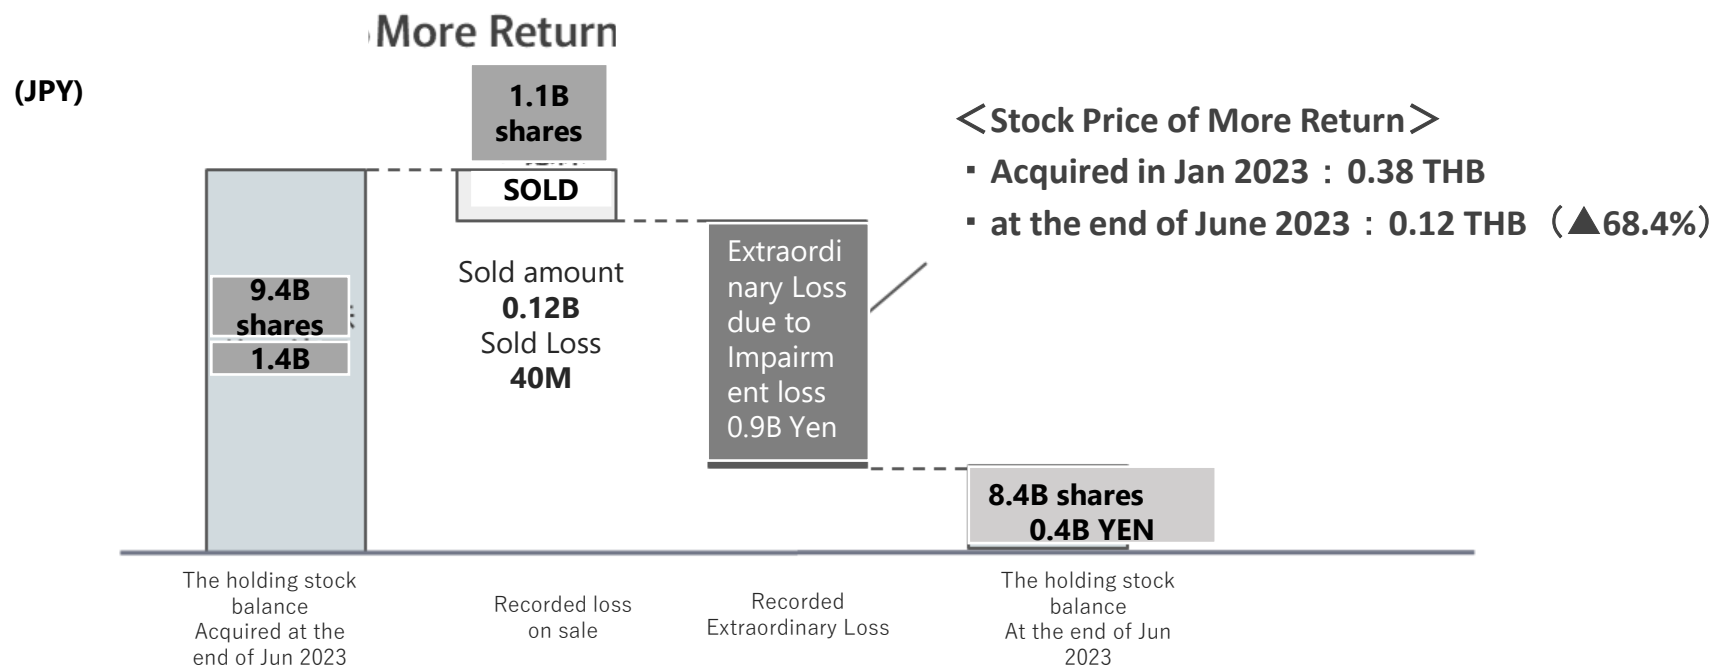 More Return
(JPY)
1.1B
shares
SOLD
Sold amount
0.12B
Sold Loss
40M
9.4B
shares
1.4B
Extraordi
nary Loss
due to
Impairm
ent loss
0.9B Yen
<Stock Price of More Return>
・Acquired in Jan 2023:0.38 THB
・at the end of June 2023:0.12 THB (▲68.4%)
8.4B shares
0.4B YEN
The holding stock
balance
Acquired at the
end of Jun 2023
Recorded loss
on sale
Recorded
Extraordinary Loss
The holding stock
balance
At the end of Jun
2023